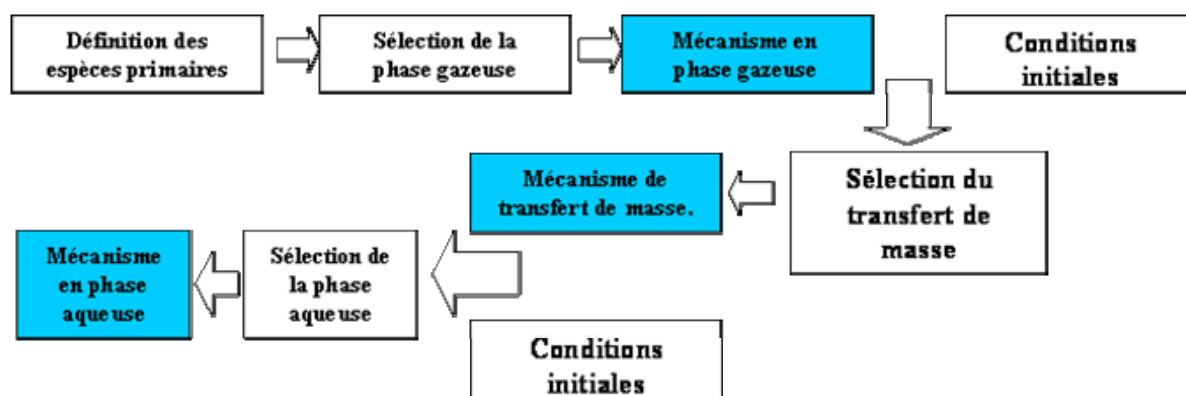 Définition des
espèces primaires
Sélection de la
phase gazeuse
Mécanisme en
phase gazeuse
Conditions
initiales
Sélection du
transfert de
masse
Mécanisme de
transfert de masse.
Sélection de
la phase
aqueuse
Mécanisme
en phase
aqueuse
Conditions
initiales